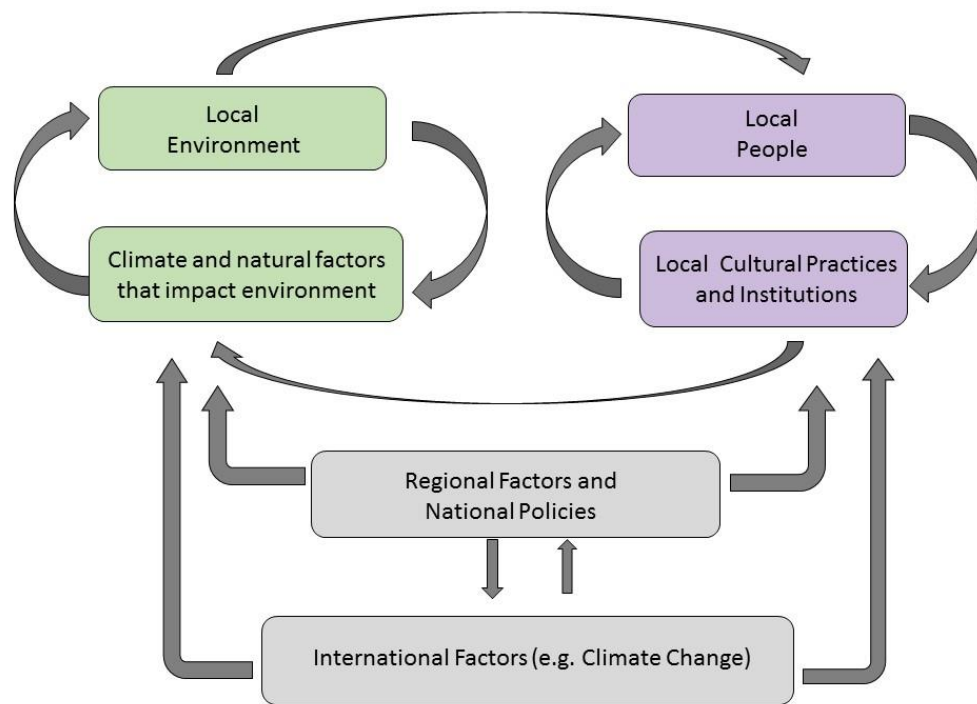 Local
Environment
Local
People
Climate and natural factors
that impact environment
Local Cultural Practices
and Institutions
Regional Factors and
National Policies
International Factors (e.g. Climate Change)